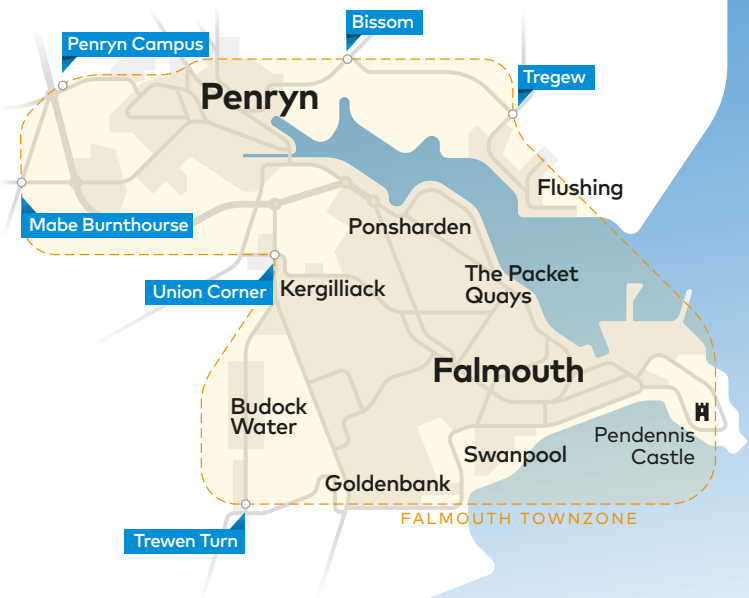 Bissom
Penryn Campus
Tregew
Penryn
Flushing
Mabe Burnthourse
Ponsharden
The Packet
Quays
Union Corner
Kergilliack
Falmouth
Budock
Water
Pendennis
Castle
Swanpool
Goldenbank
FALMOUTH TOWNZONE
Trewen Turn